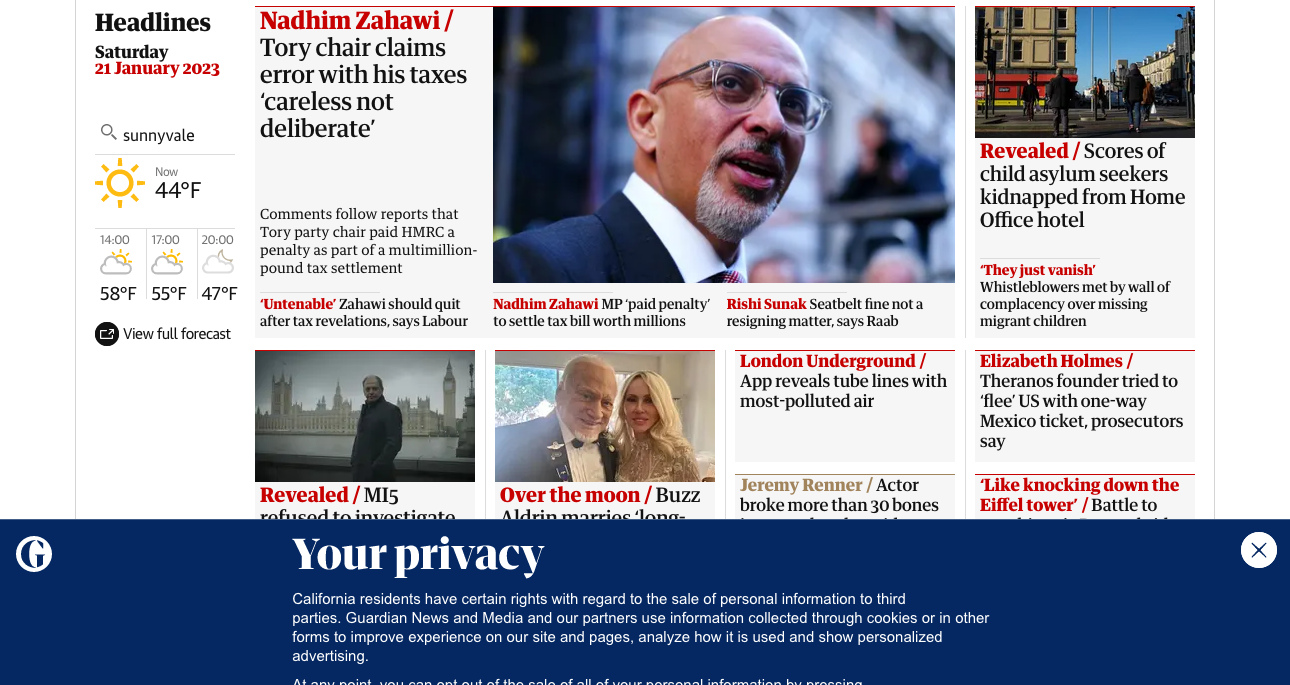 Headlines
Saturday
21 January 2023
sunnyvale
Now
44°F
14:00
17:00
20:00
58°F
55°F
47°F
View full forecast
Nadhim Zahawi /
Tory chair claims
error with his taxes
‘careless not
deliberate’
Comments follow reports that
Tory party chair paid HMRC a
penalty as part of a multimillion-
pound tax settlement
‘Untenable’ Zahawi should quit
after tax revelations, says Labour
Nadhim Zahawi MP ‘paid penalty’
to settle tax bill worth millions
Rishi Sunak Seatbelt fine not a
resigning matter, says Raab
Revealed / Scores of
child asylum seekers
kidnapped from Home
Office hotel
‘They just vanish’
Whistleblowers met by wall of
complacency over missing
migrant children
Revealed / MI5
refused to investigate
Over the moon / Buzz
Aldrin marries ‘long-
London Underground /
App reveals tube lines with
most-polluted air
Jeremy Renner / Actor
broke more than 30 bones
Elizabeth Holmes /
Theranos founder tried to
‘flee’ US with one-way
Mexico ticket, prosecutors
say
‘Like knocking down the
Eiffel tower’ / Battle to
Your privacy
California residents have certain rights with regard to the sale of personal information to third
parties. Guardian News and Media and our partners use information collected through cookies or in other
forms to improve experience on our site and pages, analyze how it is used and show personalized
advertising.
At any point, you can opt out of the sale of all of your personal information by pressing